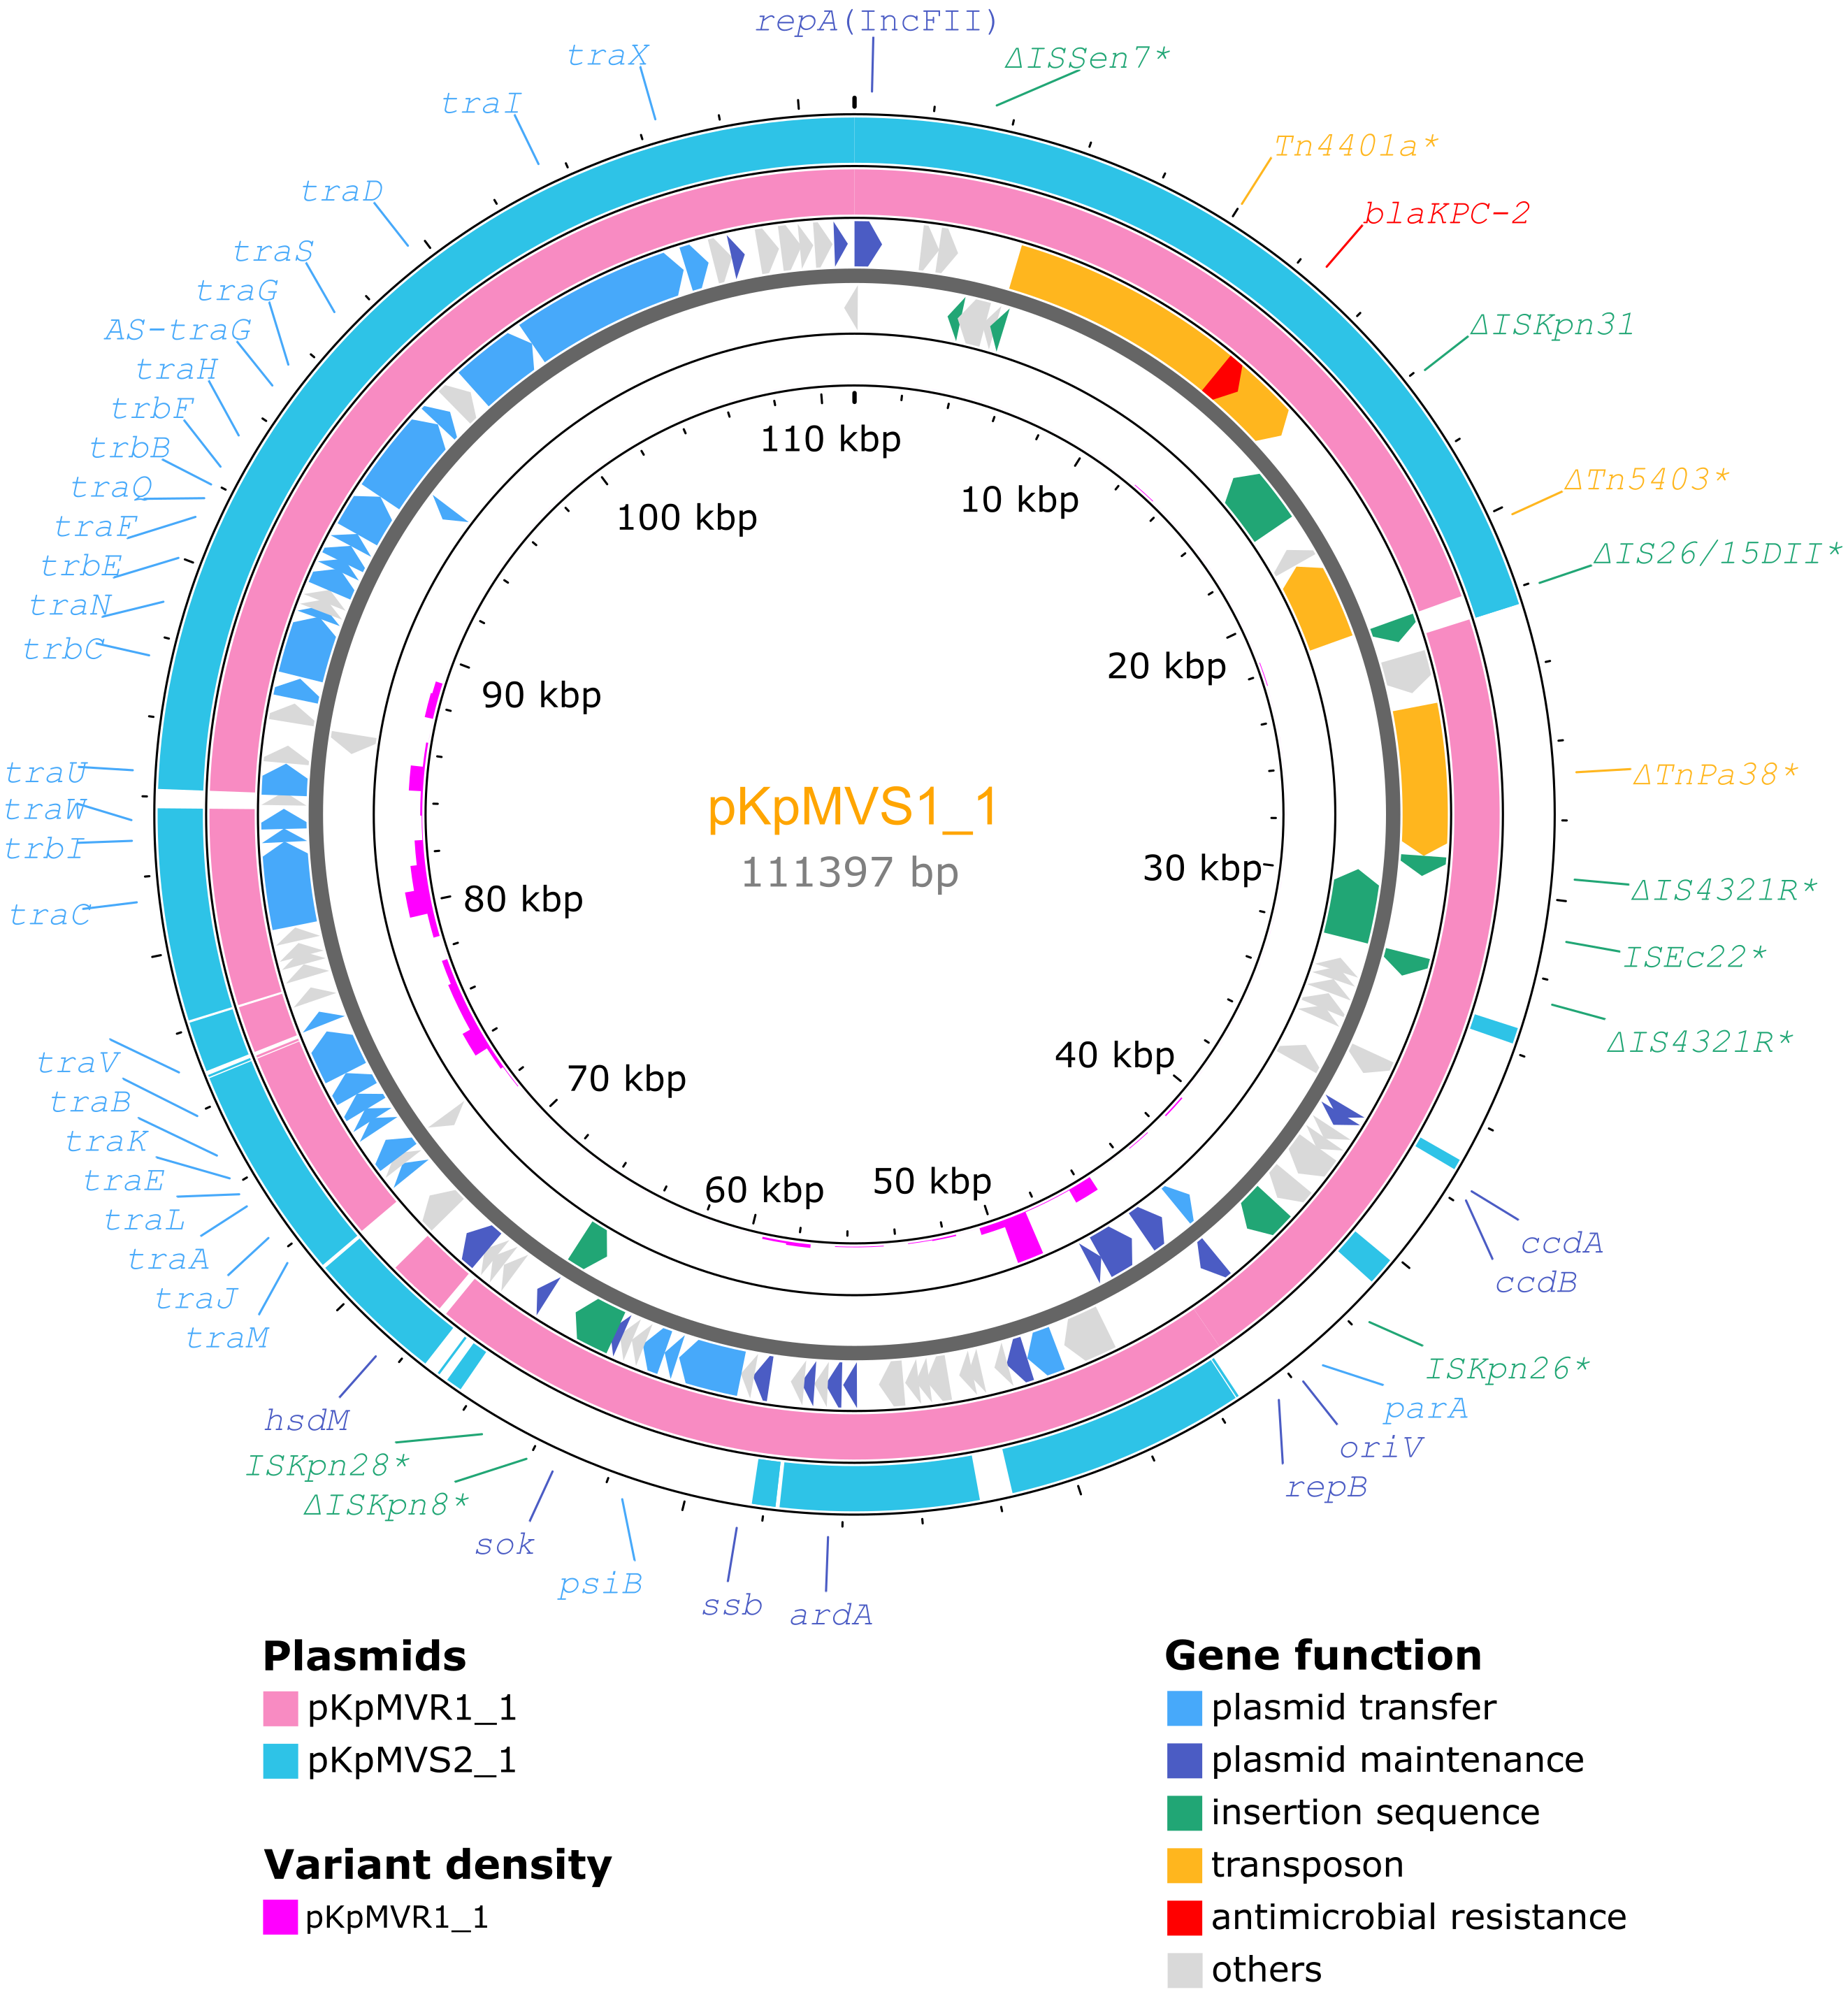 repA(IncFII)
ΔISSen7*
traX
traI
Tn4401a*
traD
blaKPC-2
traS
traG
AS-traG
ΔISKpn31
traH
trbF
trbB
traQ
ΔTn5403*
traF
trbE
ΔIS26/15DII*
traN
trbC
traU
ΔTnPa38*
traW
trbI
traC
ΔIS4321R*
ISEc22*
ΔIS4321R*
traV
traB
traK
traE
traL
traA
traJ
traM
ccdA
ccdB
ISKpn26*
parA
oriV
repB
hsdM
ISKpn28*
ΔISKpn8*
sok
psiB
ssb
ardA
110 kbp
10 kbp
100 kbp
20 kbp
90 kbp
30 kbp
80 kbp
40 kbp
70 kbp
50 kbp
60 kbp
pKpMVS1_1
111397 bp
Plasmids
pKpMVR1_1
pKpMVS2_1
Variant density
pKpMVR1_1
Gene function
plasmid transfer
plasmid maintenance
insertion sequence
transposon
antimicrobial resistance
others